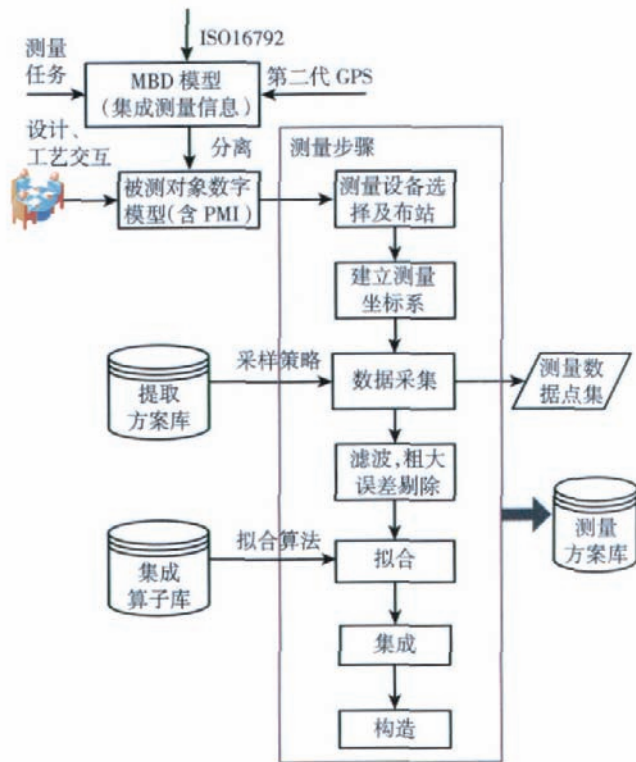 ISO16792
测量
任务
MBD 模型
(集成测量信息)
第二代 GPS
设计、
工艺交互
分离
测量步骤
被测对象数字
模型(含 PMI)
测量设备选
择及布站
建立测量
坐标系
提取
方案库
采样策略
数据采集
测量数
据点集
滤波,粗大
误差剔除
集成
算子库
拟合算法
拟合
测量
方案库
集成
构造